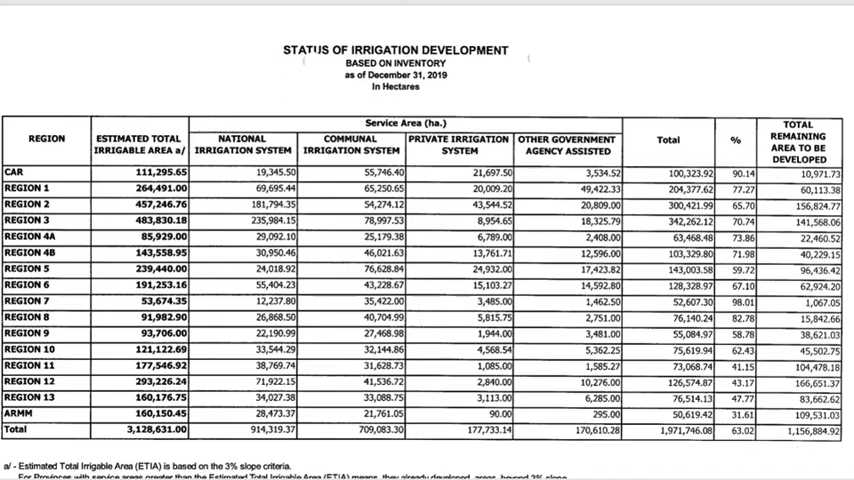 STATUS OF IRRIGATION DEVELOPMENT
BASED ON INVENTORY
as of December 31, 2019
In Hectares
REGION ESTIMATED TOTAL IRRIGABLE AREA a/ Service Area (ha.) Total % TOTAL REMAINING AREA TO BE DEVELOPED
NATIONAL IRRIGATION SYSTEM COMMUNAL IRRIGATION SYSTEM PRIVATE IRRIGATION SYSTEM OTHER GOVERNMENT AGENCY ASSISTED
CAR 111,295.65 19,345.50 55,746.40 21,697.50 3,534.52 100,323.92 90.14 10,971.73
REGION 1 264,491.00 69,695.44 65,250.65 20,009.20 49,422.33 204,377.62 77.27 60,113.38
REGION 2 457,246.76 181,794.35 54,274.12 43,544.52 20,809.00 300,421.99 65.70 156,824.77
REGION 3 483,830.18 235,984.15 78,997.53 8,954.65 18,325.79 342,262.12 70.74 141,568.06
REGION 4A 85,929.00 29,092.10 25,179.38 6,789.00 2,408.00 63,468.48 73.86 22,460.52
REGION 4B 143,558.95 30,950.46 46,021.63 13,761.71 12,596.00 103,329.80 71.98 40,229.15
REGION 5 239,440.00 24,018.92 76,628.84 24,932.00 17,423.82 143,003.58 59.72 96,436.42
REGION 6 191,253.16 55,404.23 43,228.67 15,103.27 14,592.80 128,328.97 67.10 62,924.20
REGION 7 53,674.35 12,237.80 35,422.00 3,485.00 1,462.50 52,607.30 98.01 1,067.05
REGION 8 91,982.90 26,868.50 40,704.99 5,815.75 2,751.00 76,140.24 82.78 15,842.66
REGION 9 93,706.00 22,190.99 27,468.98 1,944.00 3,481.00 55,084.97 58.78 38,621.03
REGION 10 121,122.69 33,544.29 32,144.86 4,568.54 5,362.25 75,619.94 62.43 45,502.75
REGION 11 177,546.92 38,769.74 31,628.73 1,085.00 1,585.27 73,068.74 41.15 104,478.18
REGION 12 293,226.24 71,922.15 41,536.72 2,840.00 10,276.00 126,574.87 43.17 166,651.37
REGION 13 160,176.75 34,027.38 33,088.75 3,113.00 6,285.00 76,514.13 47.77 83,662.62
ARMM 160,150.45 28,473.37 21,761.05 90.00 295.00 50,619.42 31.61 109,531.03
Total 3,128,631.00 914,319.37 709,083.30 177,733.14 170,610.28 1,971,746.08 63.02 1,156,884.92
a/ - Estimated Total Irrigable Area (ETIA) is based on the 3% slope criteria.
For Provinces with service areas greater than the Estimated Total Irrigable Area (ETIA) means, they already developed areas beyond 3% slope